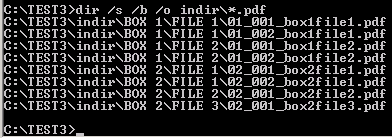 C:\TEST3>dir /s /b /o indir\*.pdf
C:\TEST3\indir\BOX 1\FILE 1\01_001_box1file1.pdf
C:\TEST3\indir\BOX 1\FILE 1\01_002_box1file1.pdf
C:\TEST3\indir\BOX 1\FILE 2\01_001_box1file2.pdf
C:\TEST3\indir\BOX 1\FILE 2\01_002_box1file2.pdf
C:\TEST3\indir\BOX 2\FILE 1\02_001_box2file1.pdf
C:\TEST3\indir\BOX 2\FILE 1\02_002_box2file1.pdf
C:\TEST3\indir\BOX 2\FILE 2\02_001_box2file2.pdf
C:\TEST3\indir\BOX 2\FILE 3\02_001_box2file3.pdf
C:\TEST3>_